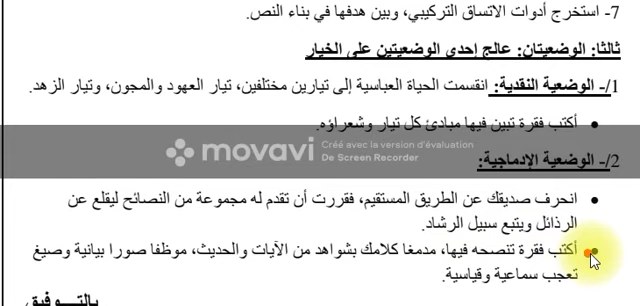 7- استخرج أدوات الاتساق التركيبي، وبين هدفها في بناء النص.
ثالثا: الوضعيتان: عالج إحدى الوضعيتين على الخيار
1/- الوضعية النقدية: انقسمت الحياة العباسية إلى تيارين مختلفين، تيار العهود والمجون، وتيار الزهد.
• أكتب فقرة تبين فيها مبادئ كل تيار وشعراؤه.
movavi Créé avec la version d'évaluation
De Screen Recorder
2/- الوضعية الإدماجية:
• انحرف صديقك عن الطريق المستقيم، فقررت أن تقدم له مجموعة من النصائح ليقلع عن
الرذائل ويتبع سبيل الرشاد.
• أكتب فقرة تنصحه فيها، مدمغا كلامك بشواهد من الآيات والحديث، موظفا صورا بيانية وصيغ
تعجب سماعية وقياسية.
بالتـــوفيق